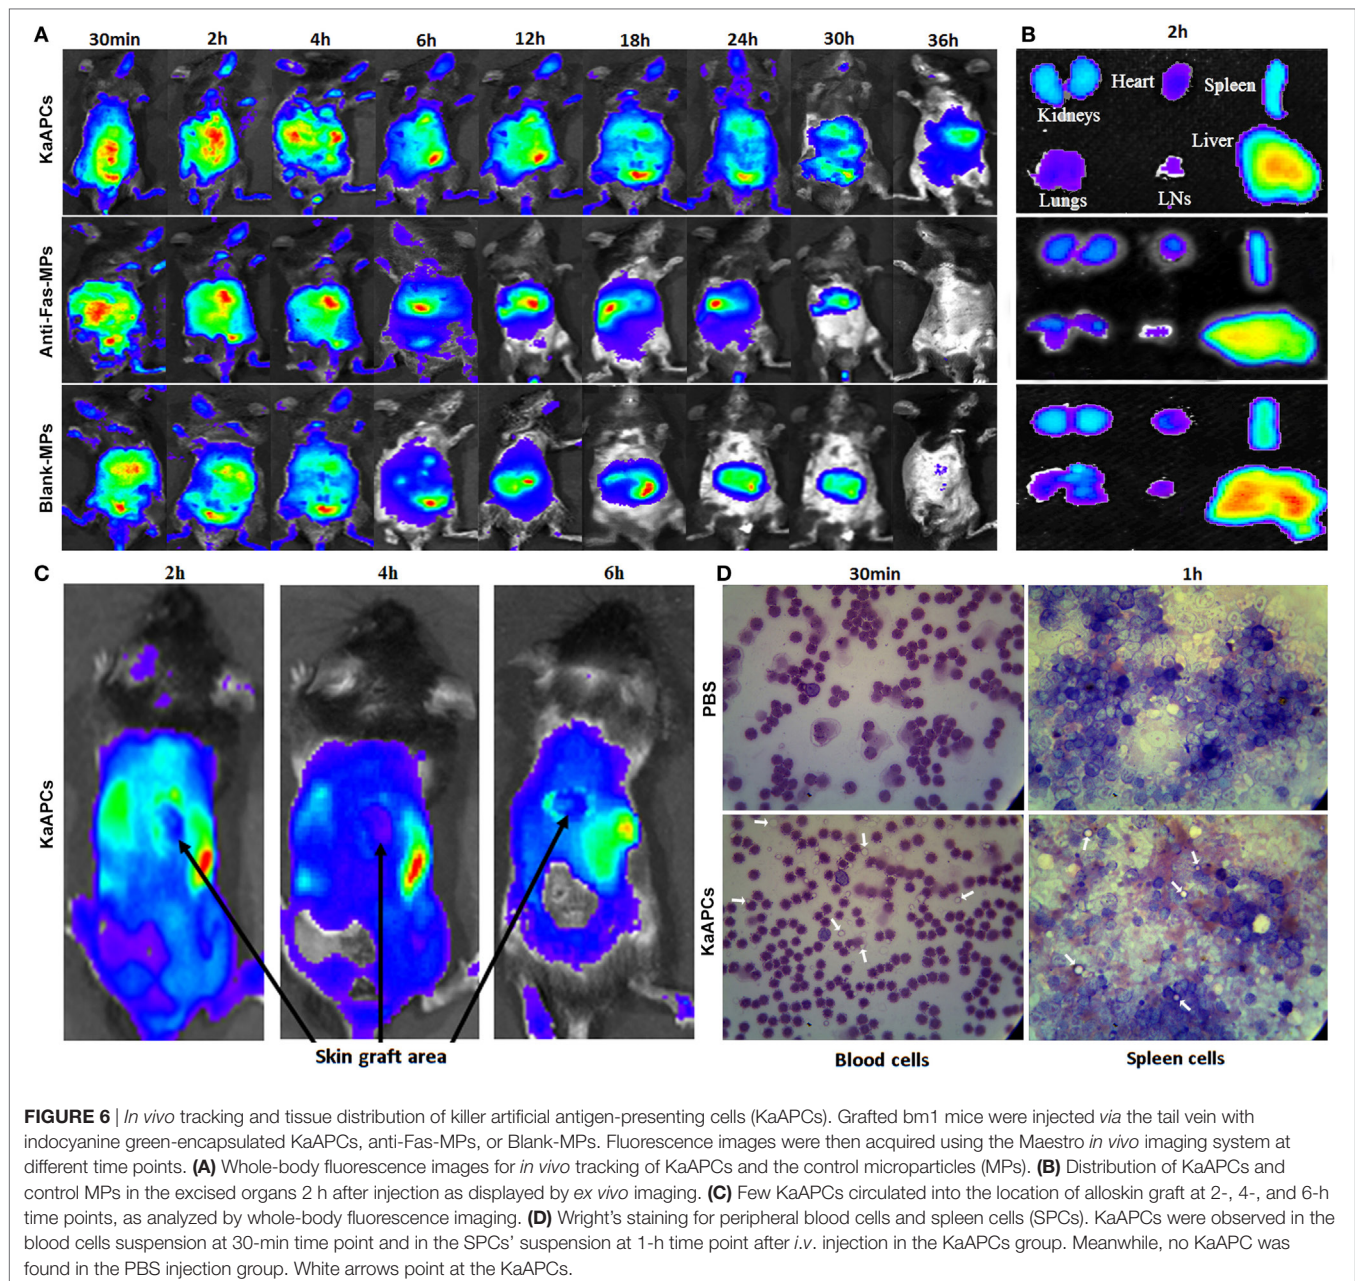 A
30min 2h 4h 6h 12h 18h 24h 30h 36h
KaAPCs
Anti-Fas-MPs
Blank-MPs
B
2h
Kidneys Heart Spleen
Liver
Lungs LNs
C
2h 4h 6h
KaAPCs
Skin graft area
D
30min 1h
PBS
KaAPCs
Blood cells Spleen cells
FIGURE 6 | In vivo tracking and tissue distribution of killer artificial antigen-presenting cells (KaAPCs). Grafted bm1 mice were injected via the tail vein with
indocyanine green-encapsulated KaAPCs, anti-Fas-MPs, or Blank-MPs. Fluorescence images were then acquired using the Maestro in vivo imaging system at
different time points. (A) Whole-body fluorescence images for in vivo tracking of KaAPCs and the control microparticles (MPs). (B) Distribution of KaAPCs and
control MPs in the excised organs 2 h after injection as displayed by ex vivo imaging. (C) Few KaAPCs circulated into the location of alloskin graft at 2-, 4-, and 6-h
time points, as analyzed by whole-body fluorescence imaging. (D) Wright's staining for peripheral blood cells and spleen cells (SPCs). KaAPCs were observed in the
blood cells suspension at 30-min time point and in the SPCs' suspension at 1-h time point after i.v. injection in the KaAPCs group. Meanwhile, no KaAPC was
found in the PBS injection group. White arrows point at the KaAPCs.